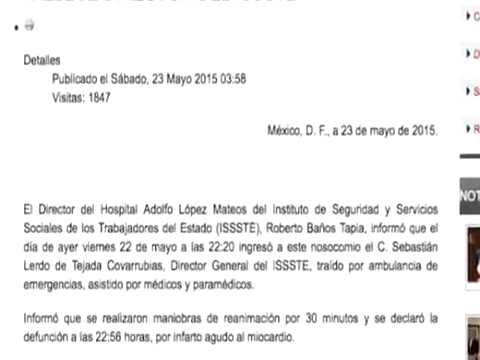 Detalles
Publicado el Sábado, 23 Mayo 2015 03:58
Visitas: 1847
México, D. F., a 23 de mayo de 2015.
El Director del Hospital Adolfo López Mateos del Instituto de Seguridad y Servicios
Sociales de los Trabajadores del Estado (ISSSTE), Roberto Baños Tapia, informó que el
día de ayer viernes 22 de mayo a las 22:20 ingresó a este nosocomio el C. Sebastián
Lerdo de Tejada Covarrubias, Director General del ISSSTE, traído por ambulancia de
emergencias, asistido por médicos y paramédicos.
Informó que se realizaron maniobras de reanimación por 30 minutos y se declaró la
defunción a las 22:56 horas, por infarto agudo al miocardio.
NOT